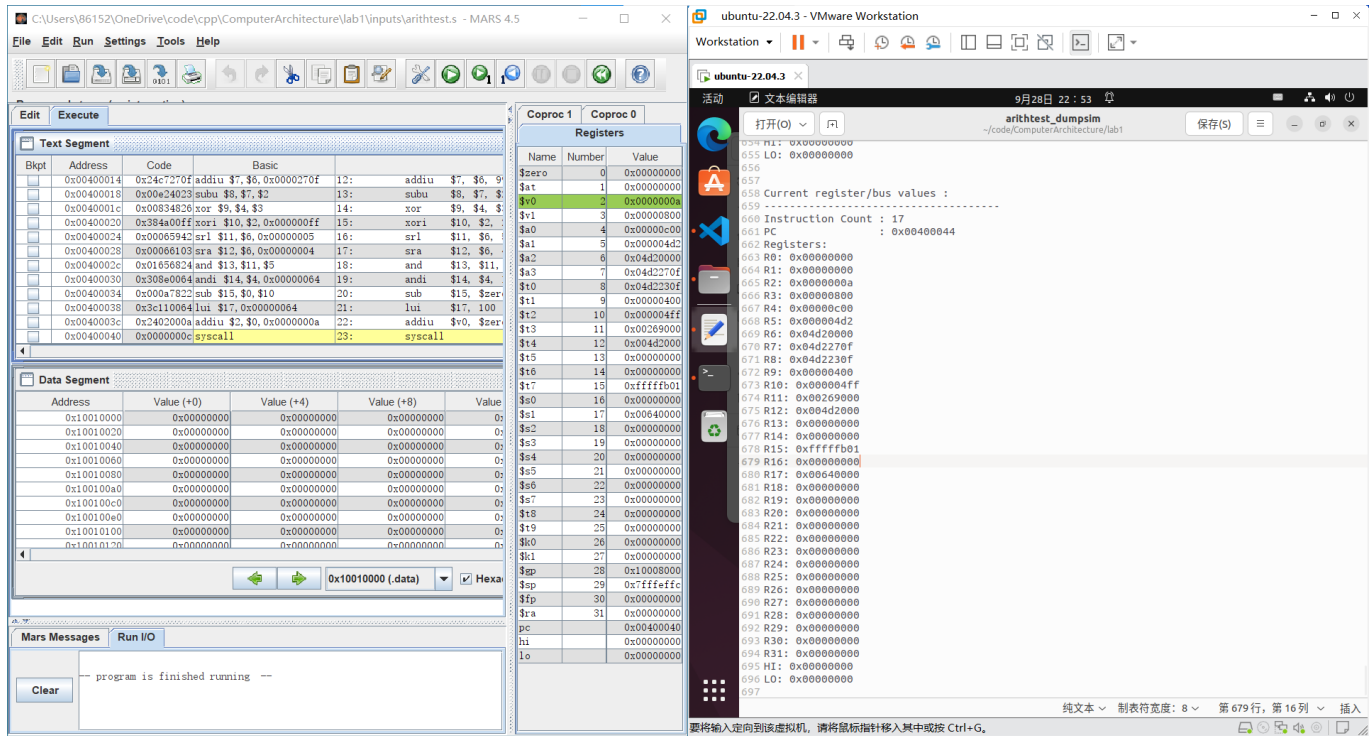 C:\Users\86152\OneDrive\code\cpp\ComputerArchitecture\lab1\inputs\arithtest.s - MARS 4.5
File Edit Run Settings Tools Help
Edit Execute
Text Segment
Bkpt Address Code Basic
0x00400014 0x24c7270f addiu $7, $6, 0x0000270f 12: addiu $7, $6, 9
0x00400018 0x00e24023 subu $8, $7, $2 13: subu $8, $7, $
0x0040001c 0x00834826 xor $9, $4, $3 14: xor $9, $4, $
0x00400020 0x384a00ff xori $10, $2, 0x000000ff 15: xori $10, $2,
0x00400024 0x00065942 srl $11, $6, 0x00000005 16: srl $11, $6,
0x00400028 0x00066103 sra $12, $6, 0x00000004 17: sra $12, $6,
0x0040002c 0x01656824 and $13, $11, $5 18: and $13, $11,
0x00400030 0x308e0064 andi $14, $4, 0x00000064 19: andi $14, $4,
0x00400034 0x000a7822 sub $15, $0, $10 20: sub $15, $zer
0x00400038 0x3c110064 lui $17, 0x00000064 21: lui $17, 100
0x0040003c 0x2402000a addiu $2, $0, 0x0000000a 22: addiu $v0, $zer
0x00400040 0x0000000c syscall 23: syscall
Data Segment
Address Value (+0) Value (+4) Value (+8) Value
0x10010000 0x00000000 0x00000000 0x00000000 0x
0x10010020 0x00000000 0x00000000 0x00000000 0x
0x10010040 0x00000000 0x00000000 0x00000000 0x
0x10010060 0x00000000 0x00000000 0x00000000 0x
0x10010080 0x00000000 0x00000000 0x00000000 0x
0x100100a0 0x00000000 0x00000000 0x00000000 0x
0x100100c0 0x00000000 0x00000000 0x00000000 0x
0x100100e0 0x00000000 0x00000000 0x00000000 0x
0x10010100 0x00000000 0x00000000 0x00000000 0x
0x10010120 0x00000000 0x00000000 0x00000000 0x
0x10010000 (.data) Hexa
Mars Messages Run I/O
-- program is finished running --
Clear
Coproc 1 Coproc 0
Registers
Name Number Value
$zero 0 0x00000000
$at 1 0x00000000
$v0 2 0x0000000a
$v1 3 0x00000800
$a0 4 0x00000c00
$a1 5 0x000004d2
$a2 6 0x04d20000
$a3 7 0x04d2270f
$t0 8 0x04d2230f
$t1 9 0x00000400
$t2 10 0x000004ff
$t3 11 0x00269000
$t4 12 0x004d2000
$t5 13 0x00000000
$t6 14 0x00000000
$t7 15 0xfffffb01
$s0 16 0x00000000
$s1 17 0x00640000
$s2 18 0x00000000
$s3 19 0x00000000
$s4 20 0x00000000
$s5 21 0x00000000
$s6 22 0x00000000
$s7 23 0x00000000
$t8 24 0x00000000
$t9 25 0x00000000
$k0 26 0x00000000
$k1 27 0x00000000
$gp 28 0x10008000
$sp 29 0x7fffeffc
$fp 30 0x00000000
$ra 31 0x00000000
pc 0x00400040
hi 0x00000000
lo 0x00000000
ubuntu-22.04.3 - VMware Workstation
Workstation
ubuntu-22.04.3
活动 文本编辑器 9月28日 22：53
打开(O) arithtest_dumpsim 保存(S)
~/code/ComputerArchitecture/lab1
654 HI: 0x00000000
655 LO: 0x00000000
656
657
658 Current register/bus values :
659 -------------------------------------
660 Instruction Count : 17
661 PC : 0x00400044
662 Registers:
663 R0: 0x00000000
664 R1: 0x00000000
665 R2: 0x0000000a
666 R3: 0x00000800
667 R4: 0x00000c00
668 R5: 0x000004d2
669 R6: 0x04d20000
670 R7: 0x04d2270f
671 R8: 0x04d2230f
672 R9: 0x00000400
673 R10: 0x000004ff
674 R11: 0x00269000
675 R12: 0x004d2000
676 R13: 0x00000000
677 R14: 0x00000000
678 R15: 0xfffffb01
679 R16: 0x00000000
680 R17: 0x00640000
681 R18: 0x00000000
682 R19: 0x00000000
683 R20: 0x00000000
684 R21: 0x00000000
685 R22: 0x00000000
686 R23: 0x00000000
687 R24: 0x00000000
688 R25: 0x00000000
689 R26: 0x00000000
690 R27: 0x00000000
691 R28: 0x00000000
692 R29: 0x00000000
693 R30: 0x00000000
694 R31: 0x00000000
695 HI: 0x00000000
696 LO: 0x00000000
697
纯文本 制表符宽度：8 第 679 行，第 16 列 插入
要将输入定向到该虚拟机，请将鼠标指针移入其中或按 Ctrl+G。